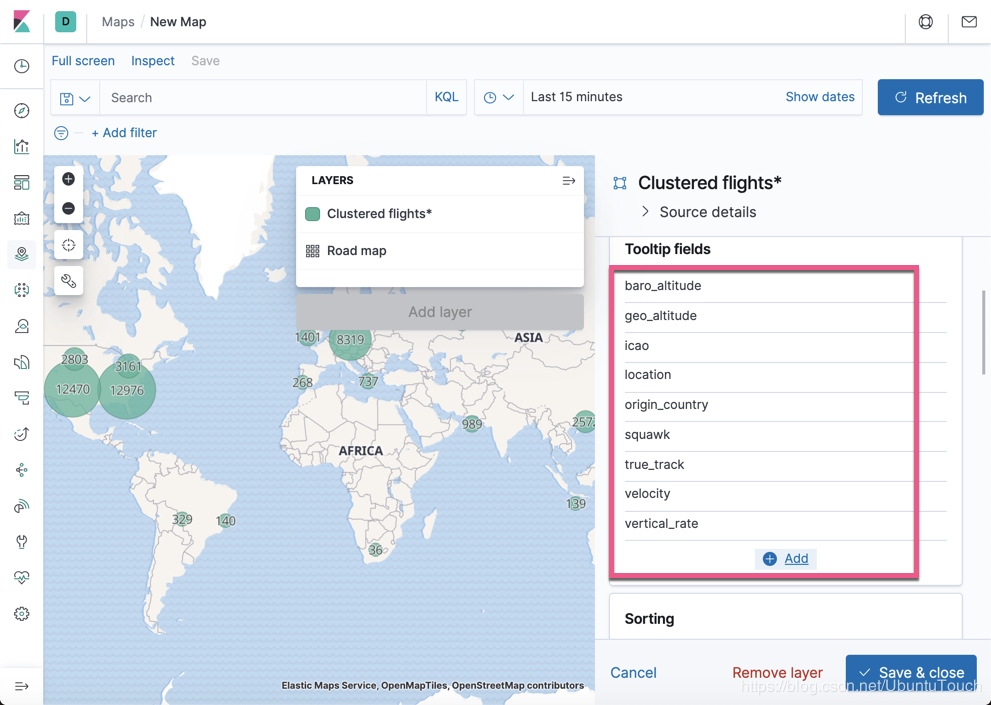 D Maps / New Map
Full screen Inspect Save
Search KQL Last 15 minutes Show dates Refresh
+ Add filter
LAYERS
Clustered flights*
Road map
Add layer
Clustered flights*
Source details
Tooltip fields
baro_altitude
geo_altitude
icao
location
origin_country
squawk
true_track
velocity
vertical_rate
Add
Sorting
Cancel Remove layer Save & close
1401 8319 ASIA
2803 3161
12470 12976 268 737
989 2572
AFRICA
329 140 139
36
Elastic Maps Service, OpenMapTiles, OpenStreetMap contributors
https://blog.csdn.net/UbuntuTouch